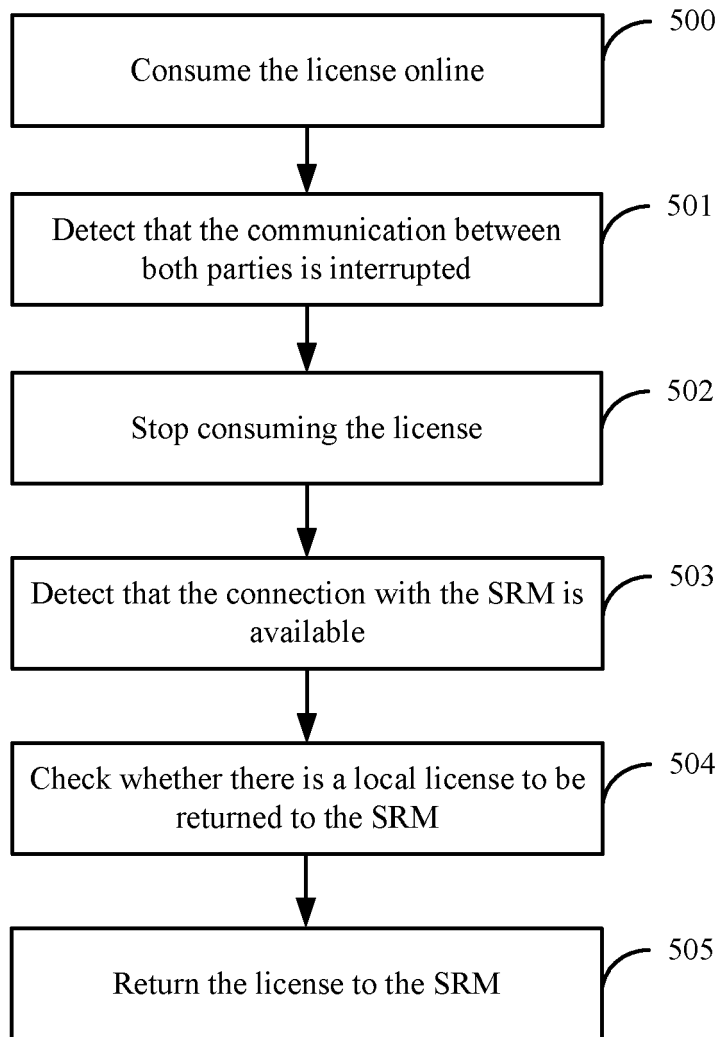 500
Consume the license online
501
Detect that the communication between
both parties is interrupted
502
Stop consuming the license
503
Detect that the connection with the SRM is
available
504
Check whether there is a local license to be
returned to the SRM
505
Return the license to the SRM